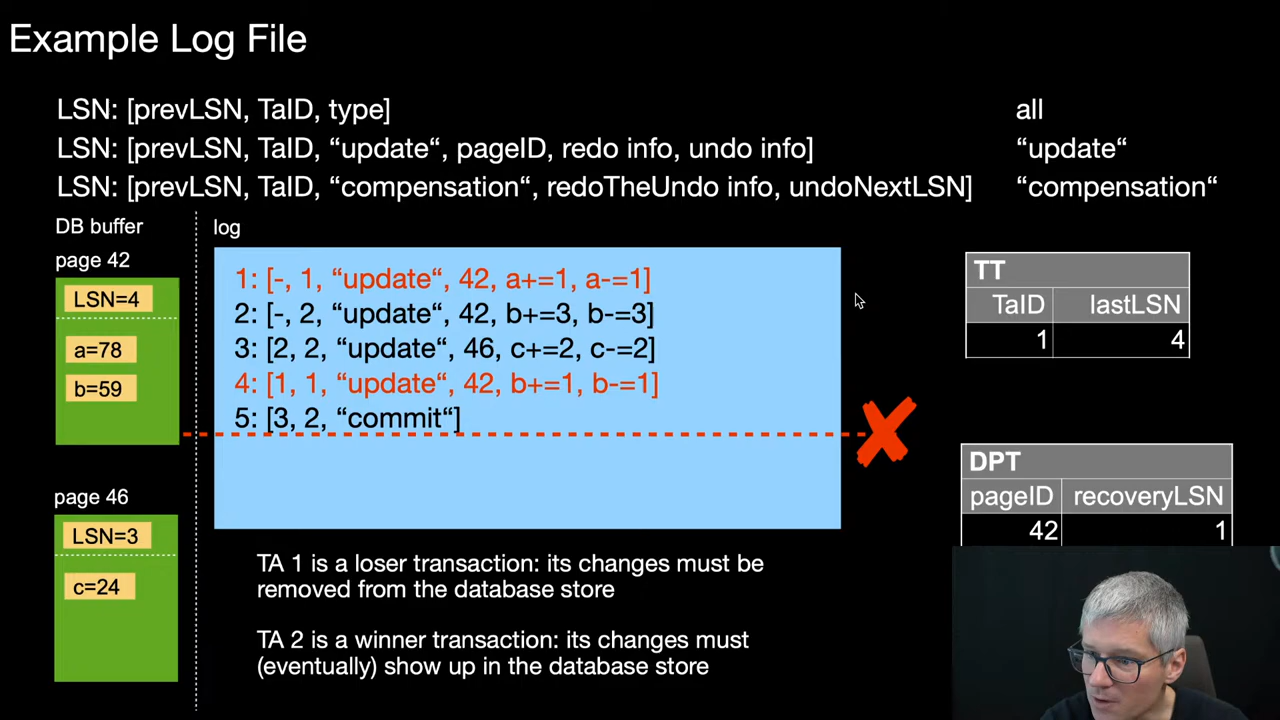 Example Log File
LSN: [prevLSN, TaID, type] all
LSN: [prevLSN, TaID, “update“, pageID, redo info, undo info] “update“
LSN: [prevLSN, TaID, “compensation“, redoTheUndo info, undoNextLSN] “compensation“
DB buffer
log
page 42
LSN=4
a=78
b=59
page 46
LSN=3
c=24
1: [-, 1, “update“, 42, a+=1, a-=1]
2: [-, 2, “update“, 42, b+=3, b-=3]
3: [2, 2, “update“, 46, c+=2, c-=2]
4: [1, 1, “update“, 42, b+=1, b-=1]
5: [3, 2, “commit“]
TA 1 is a loser transaction: its changes must be
removed from the database store
TA 2 is a winner transaction: its changes must
(eventually) show up in the database store
TT
TaID lastLSN
1 4
DPT
pageID recoveryLSN
42 1